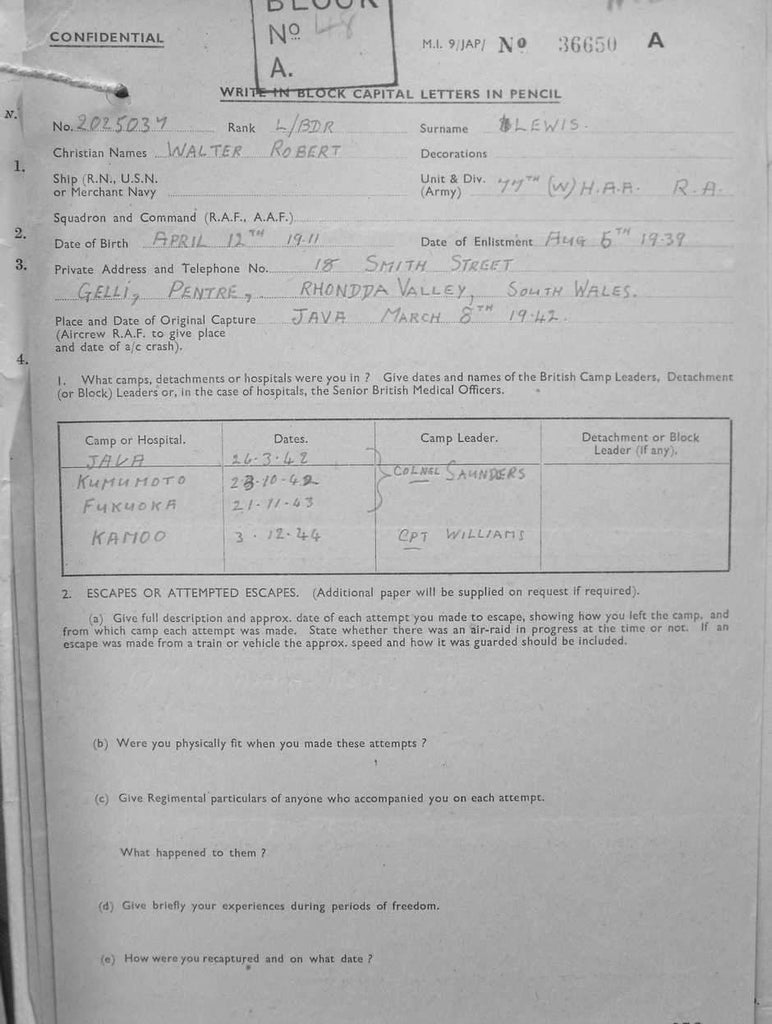 BLOCK
Nº 48
A.
CONFIDENTIAL
M.I. 9/JAP/ Nº 36650 A
WRITE IN BLOCK CAPITAL LETTERS IN PENCIL
N.
No. 2025037 Rank L/BDR Surname LEWIS.
Christian Names WALTER ROBERT Decorations
1.
Ship (R.N., U.S.N. or Merchant Navy
Unit & Div. (Army) 77TH (W) H.A.A. R.A.
Squadron and Command (R.A.F., A.A.F.)
2.
Date of Birth APRIL 12TH 1911 Date of Enlistment AUG 5TH 1939
3.
Private Address and Telephone No. 18 SMITH STREET
GELLI, PENTRE, RHONDDA VALLEY, SOUTH WALES.
Place and Date of Original Capture JAVA MARCH 8TH 1942.
(Aircrew R.A.F. to give place
and date of a/c crash).
4.
1. What camps, detachments or hospitals were you in ? Give dates and names of the British Camp Leaders, Detachment
(or Block) Leaders or, in the case of hospitals, the Senior British Medical Officers.
Camp or Hospital. Dates. Camp Leader. Detachment or Block Leader (if any).
JAVA 26·3·42
KUMUMOTO 23·10·42 COLNEL SAUNDERS
FUKUOKA 21-11-43
KAMOO 3·12·44 CPT WILLIAMS
2. ESCAPES OR ATTEMPTED ESCAPES. (Additional paper will be supplied on request if required).
(a) Give full description and approx. date of each attempt you made to escape, showing how you left the camp, and
from which camp each attempt was made. State whether there was an air-raid in progress at the time or not. If an
escape was made from a train or vehicle the approx. speed and how it was guarded should be included.
(b) Were you physically fit when you made these attempts ?
(c) Give Regimental particulars of anyone who accompanied you on each attempt.
What happened to them ?
(d) Give briefly your experiences during periods of freedom.
(e) How were you recaptured and on what date ?